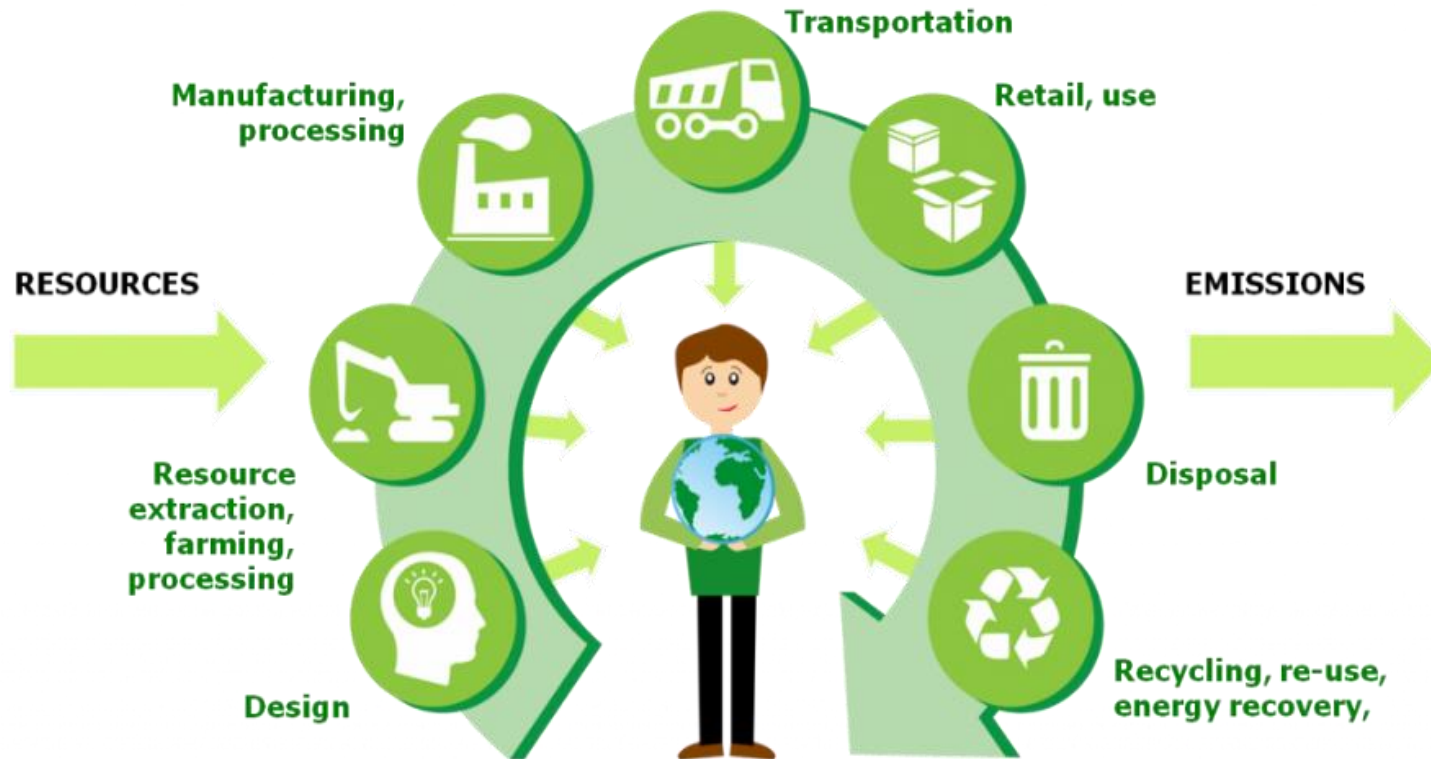 Transportation
Manufacturing,
processing
Retail, use
RESOURCES
EMISSIONS
Resource
extraction,
farming,
processing
Disposal
Design
Recycling, re-use,
energy recovery,